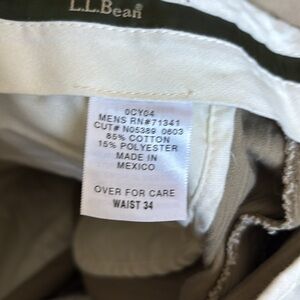 L.L.Bean®
0CY04
MENS RN#71341
CUT# N05389 0603
85% COTTON
15% POLYESTER
MADE IN
MEXICO
OVER FOR CARE
WAIST 34